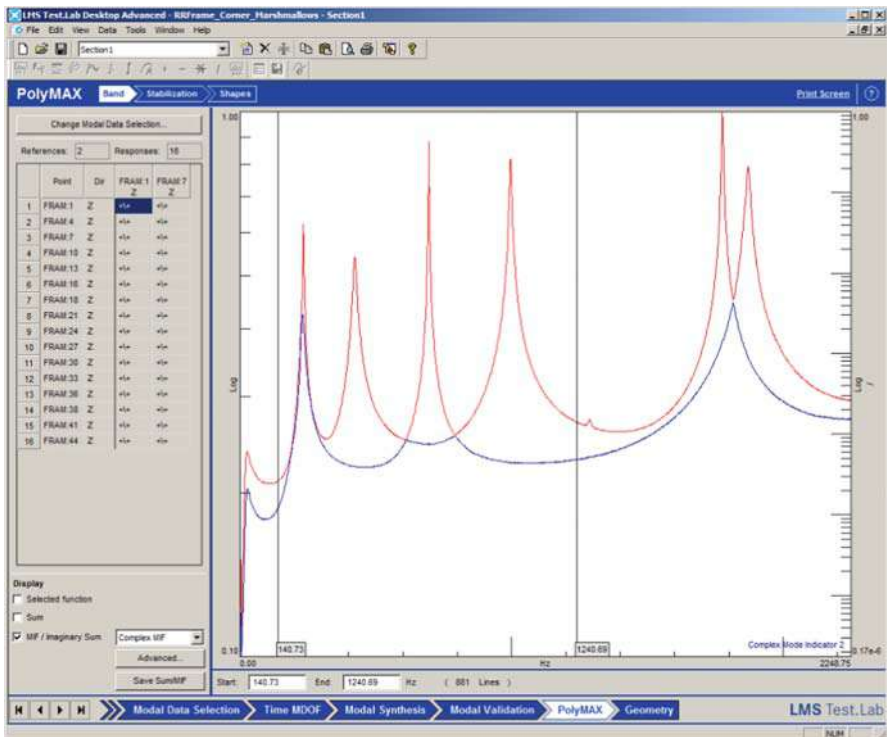 LMS Test.Lab Desktop Advanced - RRFrame_Corner_Marshmallows - Section1
File Edit View Data Tools Window Help
Section1
PolyMAX Band Stabilization Shapes Print Screen ?
Change Modal Data Selection...
References: 2 Responses: 16
Point Dir FRAM:1 Z FRAM:7 Z
1 FRAM:1 Z
2 FRAM:4 Z
3 FRAM:7 Z
4 FRAM:10 Z
5 FRAM:13 Z
6 FRAM:16 Z
7 FRAM:18 Z
8 FRAM:21 Z
9 FRAM:24 Z
10 FRAM:27 Z
11 FRAM:30 Z
12 FRAM:33 Z
13 FRAM:36 Z
14 FRAM:38 Z
15 FRAM:41 Z
16 FRAM:44 Z
Display
Selected function
Sum
MIF / Imaginary Sum Complex MIF
Advanced...
Save Sum/MIF
1.00 1.00
Log Log
/
Complex Mode Indicator 2
0.10 140.73 1240.69 0.17e-6
0.00 Hz 2248.75
Start: 140.73 End: 1240.69 Hz ( 881 Lines )
Modal Data Selection Time MDOF Modal Synthesis Modal Validation PolyMAX Geometry LMS Test.Lab
NUM